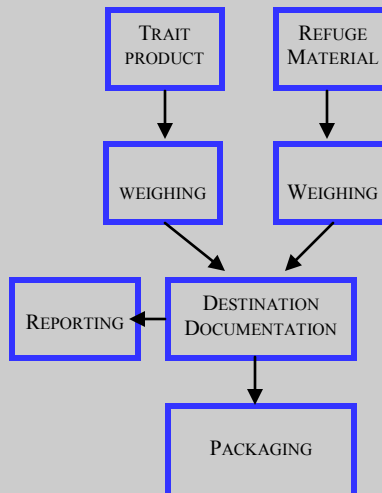 TRAIT
PRODUCT
REFUGE
MATERIAL
WEIGHING
WEIGHING
DESTINATION
DOCUMENTATION
REPORTING
PACKAGING